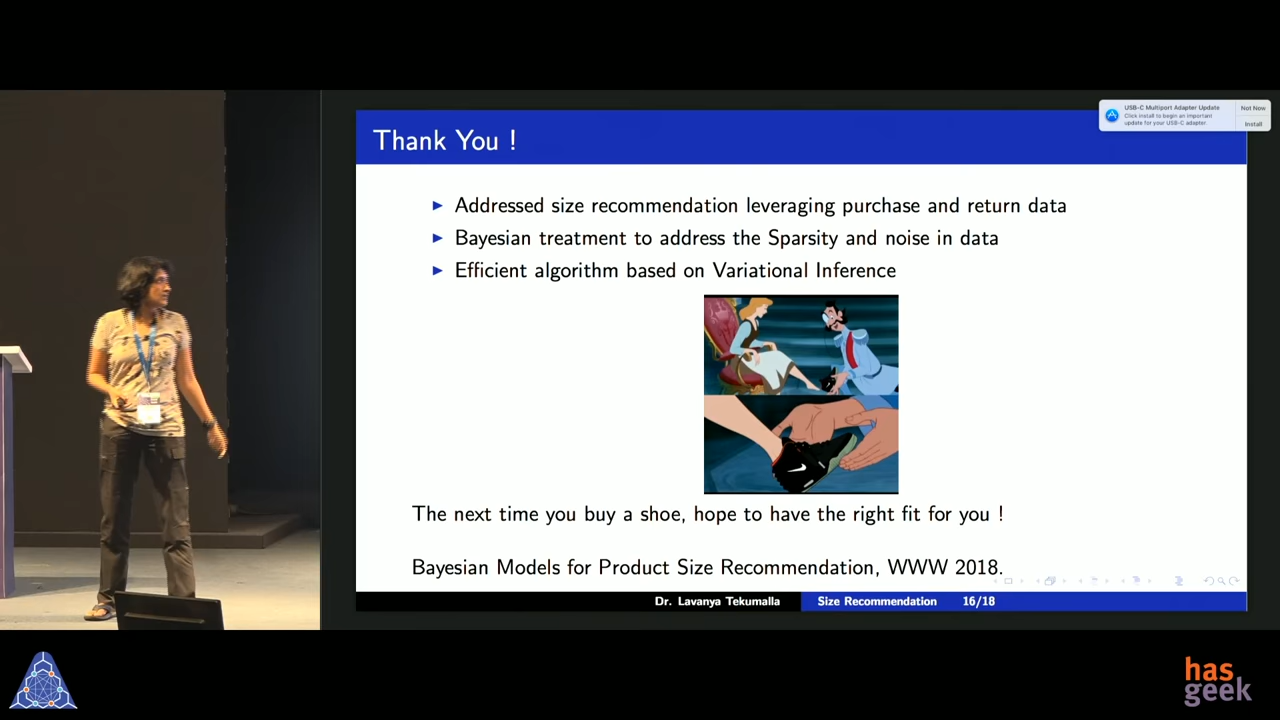 Thank You !
USB-C Multiport Adapter Update
Click install to begin an important
update for your USB-C adapter.
Not Now
Install
Addressed size recommendation leveraging purchase and return data
Bayesian treatment to address the Sparsity and noise in data
Efficient algorithm based on Variational Inference
The next time you buy a shoe, hope to have the right fit for you !
Bayesian Models for Product Size Recommendation, WWW 2018.
Dr. Lavanya Tekumalla Size Recommendation 16/18
has
geek